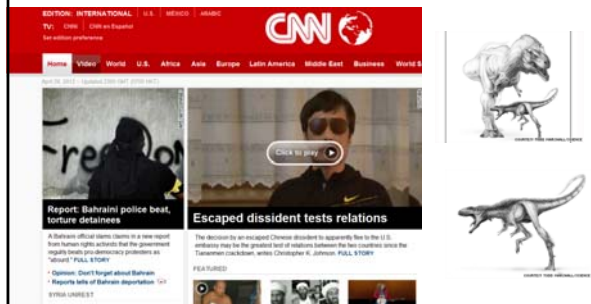 EDITION: INTERNATIONAL U.S. MÉXICO ARABIC
TV: CNNi CNN en Español
Set edition preference
CNN
Home Video World U.S. Africa Asia Europe Latin America Middle East Business World S
Freedom
Click to play
Report: Bahraini police beat,
torture detainees
Escaped dissident tests relations
A Bahraini official slams claims in a new report
from human rights activists that the government
regularly beats pro-democracy protesters as
"absurd." FULL STORY
Opinion: Don't forget about Bahrain
Reports tells of Bahrain deportation
SYRIA UNREST
The decision by an escaped Chinese dissident to apparently flee to the U.S.
embassy may be the greatest test of relations between the two countries since the
Tiananmen crackdown, writes Christopher K. Johnson. FULL STORY
FEATURED